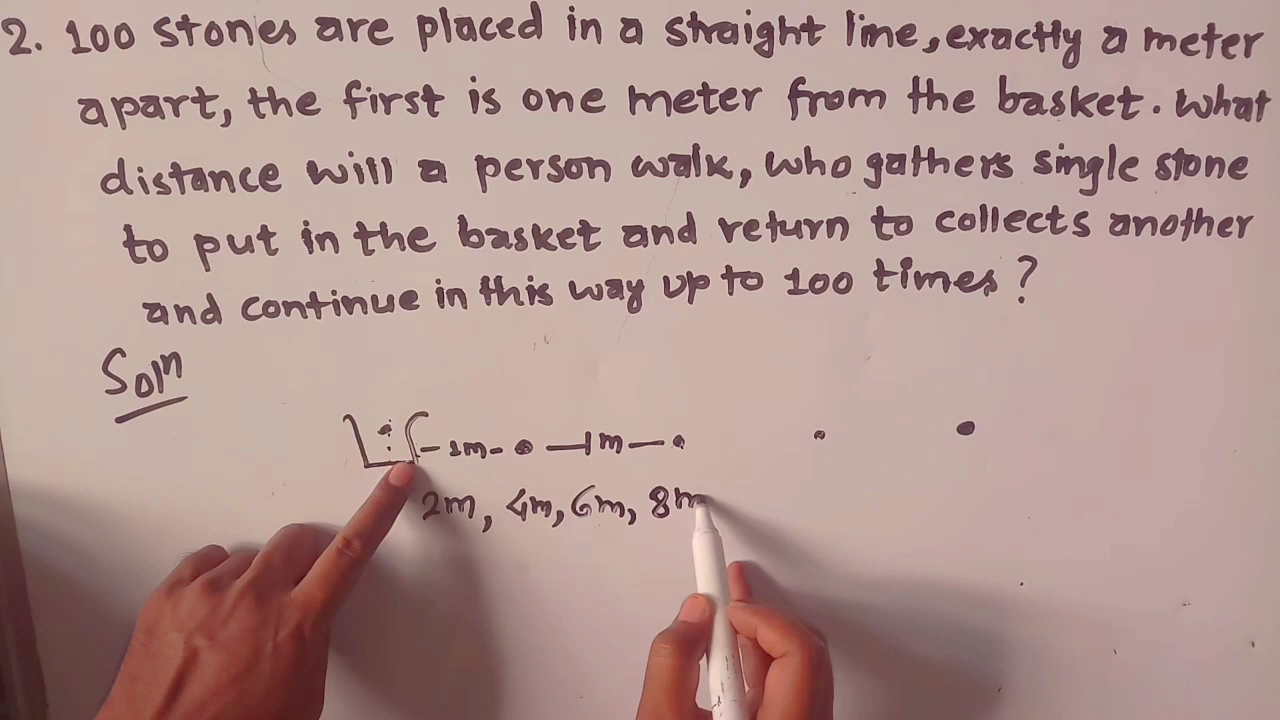 2. 100 stones are placed in a straight line, exactly a meter
apart, the first is one meter from the basket. What
distance will a person walk, who gathers single stone
to put in the basket and return to collects another
and continue in this way up to 100 times?
Solⁿ
1m 1m
2m, 4m, 6m, 8m